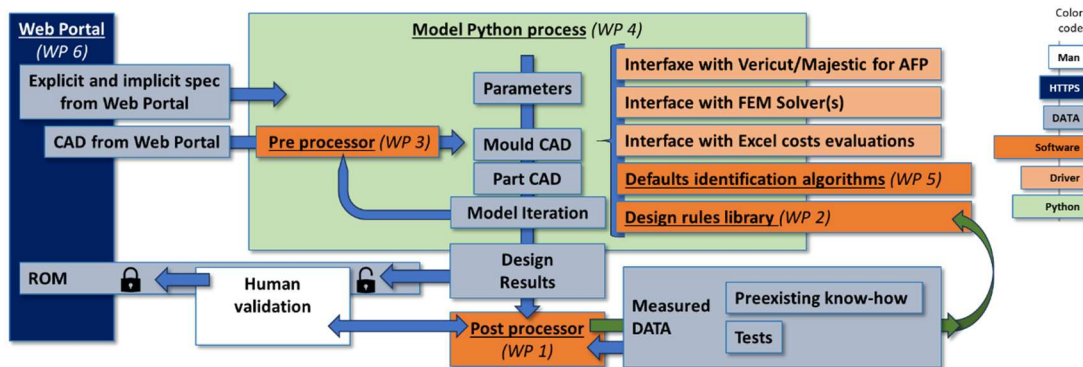 Web Portal
(WP 6)
Explicit and implicit spec
from Web Portal
CAD from Web Portal
Model Python process (WP 4)
Pre processor (WP 3)
Parameters
Mould CAD
Part CAD
Model Iteration
Interfaxe with Vericut/Majestic for AFP
Interface with FEM Solver(s)
Interface with Excel costs evaluations
Defaults identification algorithms (WP 5)
Design rules library (WP 2)
Design
Results
ROM
Human
validation
Post processor
(WP 1)
Measured
DATA
Preexisting know-how
Tests
Color
code
Man
HTTPS
DATA
Software
Driver
Python